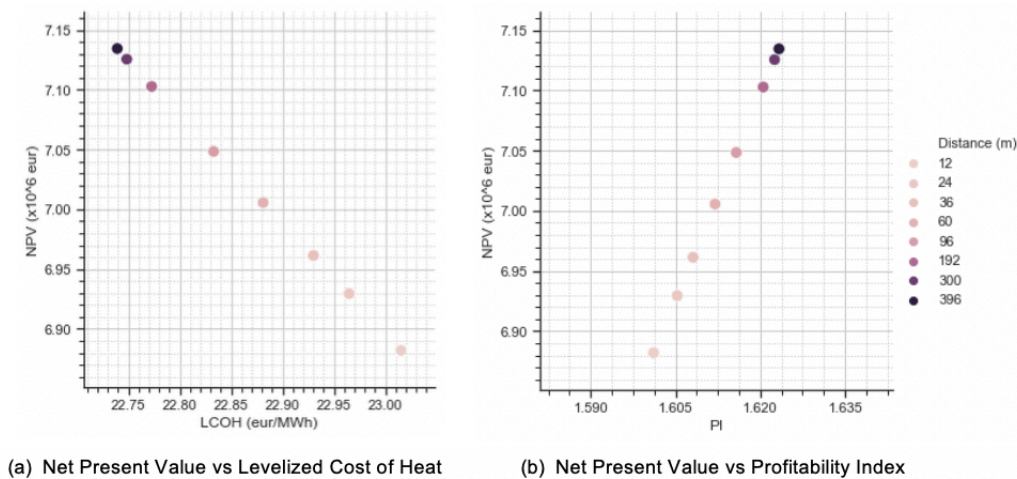 7.15
7.10
7.05
7.00
6.95
6.90
NPV (x10^6 eur)
22.75 22.80 22.85 22.90 22.95 23.00
LCOH (eur/MWh)
7.15
7.10
7.05
7.00
6.95
6.90
NPV (x10^6 eur)
1.590 1.605 1.620 1.635
PI
Distance (m)
12
24
36
60
96
192
300
396
(a) Net Present Value vs Levelized Cost of Heat
(b) Net Present Value vs Profitability Index